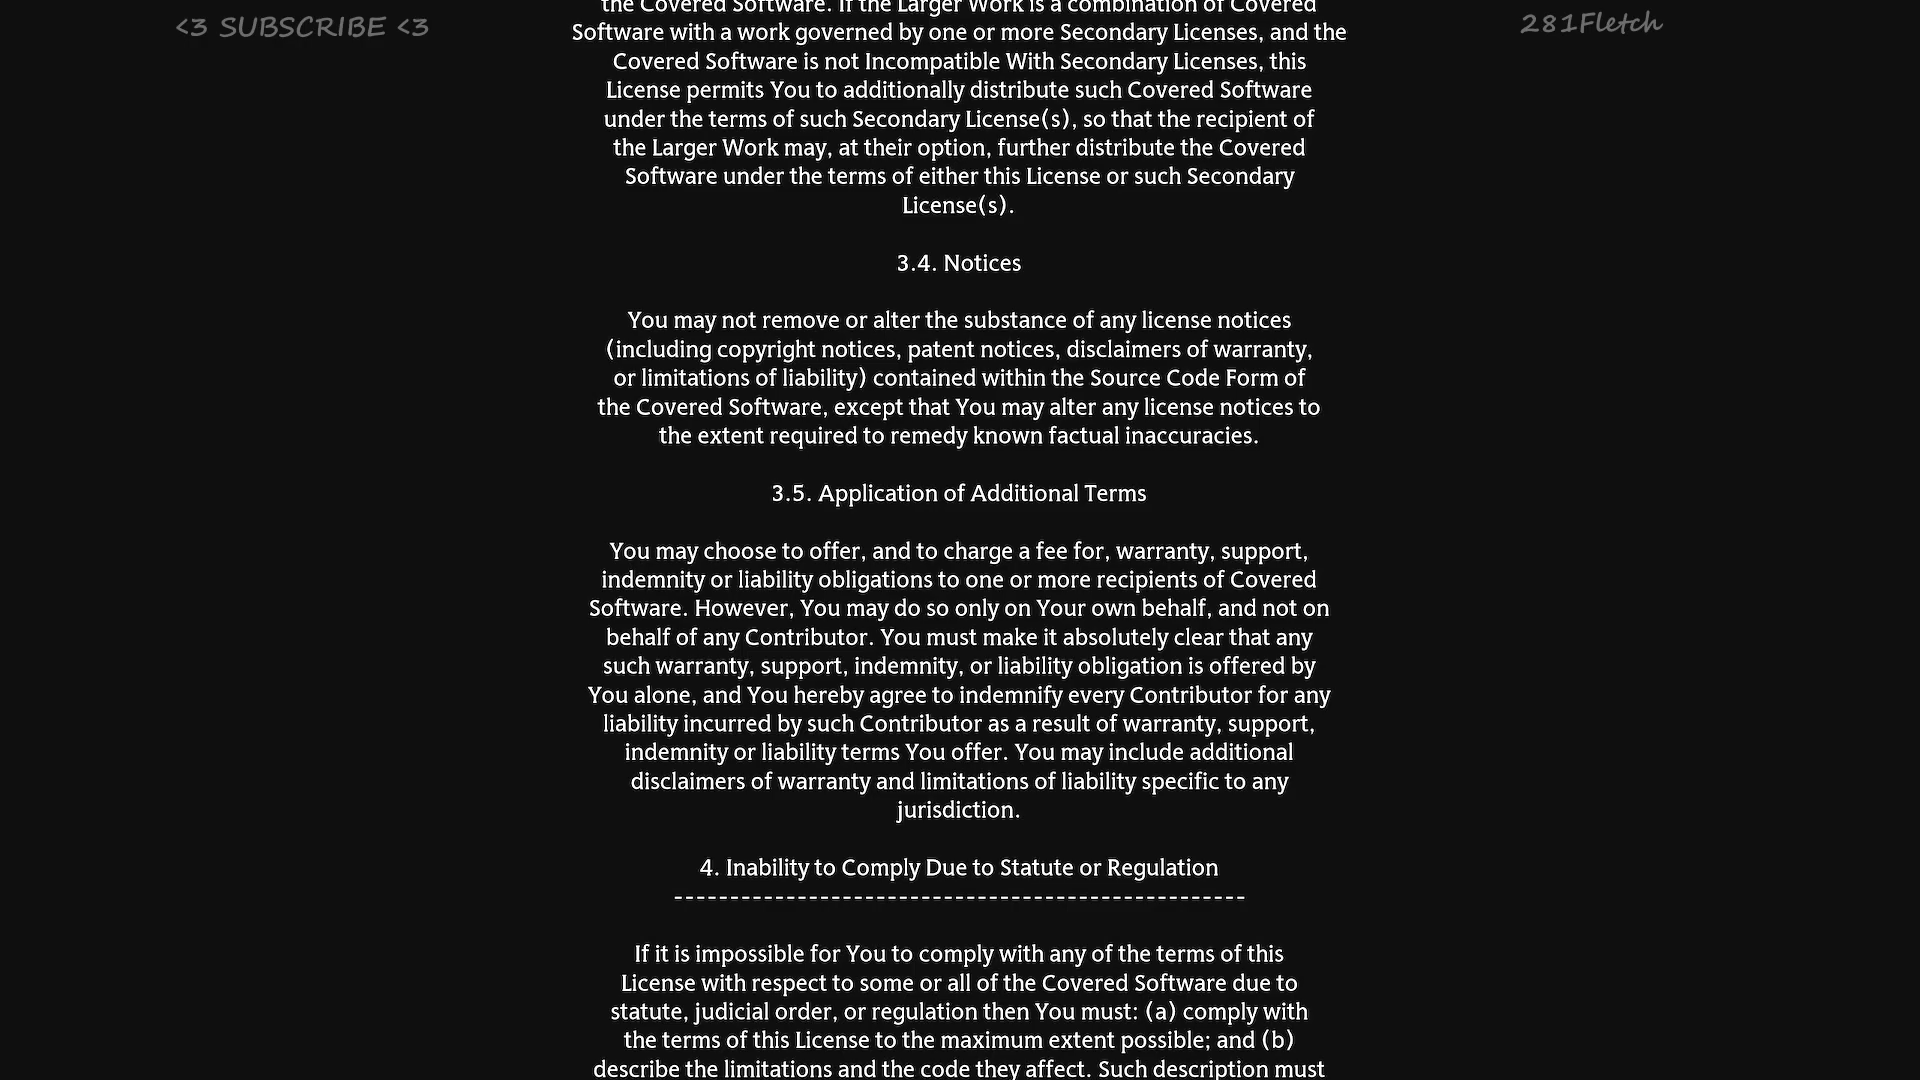 <3 SUBSCRIBE <3
281Fletch
the Covered Software. If the Larger Work is a combination of Covered
Software with a work governed by one or more Secondary Licenses, and the
Covered Software is not Incompatible With Secondary Licenses, this
License permits You to additionally distribute such Covered Software
under the terms of such Secondary License(s), so that the recipient of
the Larger Work may, at their option, further distribute the Covered
Software under the terms of either this License or such Secondary
License(s).
3.4. Notices
You may not remove or alter the substance of any license notices
(including copyright notices, patent notices, disclaimers of warranty,
or limitations of liability) contained within the Source Code Form of
the Covered Software, except that You may alter any license notices to
the extent required to remedy known factual inaccuracies.
3.5. Application of Additional Terms
You may choose to offer, and to charge a fee for, warranty, support,
indemnity or liability obligations to one or more recipients of Covered
Software. However, You may do so only on Your own behalf, and not on
behalf of any Contributor. You must make it absolutely clear that any
such warranty, support, indemnity, or liability obligation is offered by
You alone, and You hereby agree to indemnify every Contributor for any
liability incurred by such Contributor as a result of warranty, support,
indemnity or liability terms You offer. You may include additional
disclaimers of warranty and limitations of liability specific to any
jurisdiction.
4. Inability to Comply Due to Statute or Regulation
---------------------------------------------------
If it is impossible for You to comply with any of the terms of this
License with respect to some or all of the Covered Software due to
statute, judicial order, or regulation then You must: (a) comply with
the terms of this License to the maximum extent possible; and (b)
describe the limitations and the code they affect. Such description must